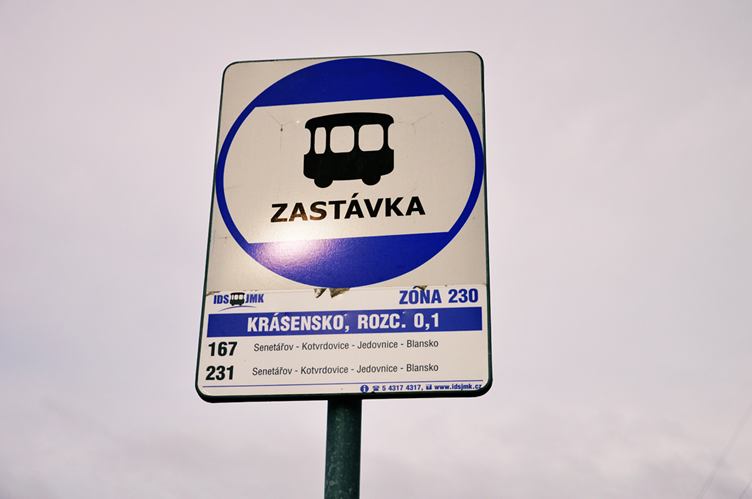 ZASTÁVKA
IDS JMK ZÓNA 230
KRÁSENSKO, ROZC. 0,1
167 Senetářov - Kotvrdovice - Jedovnice - Blansko
231 Senetářov - Kotvrdovice - Jedovnice - Blansko
5 4317 4317, www.idsjmk.cz